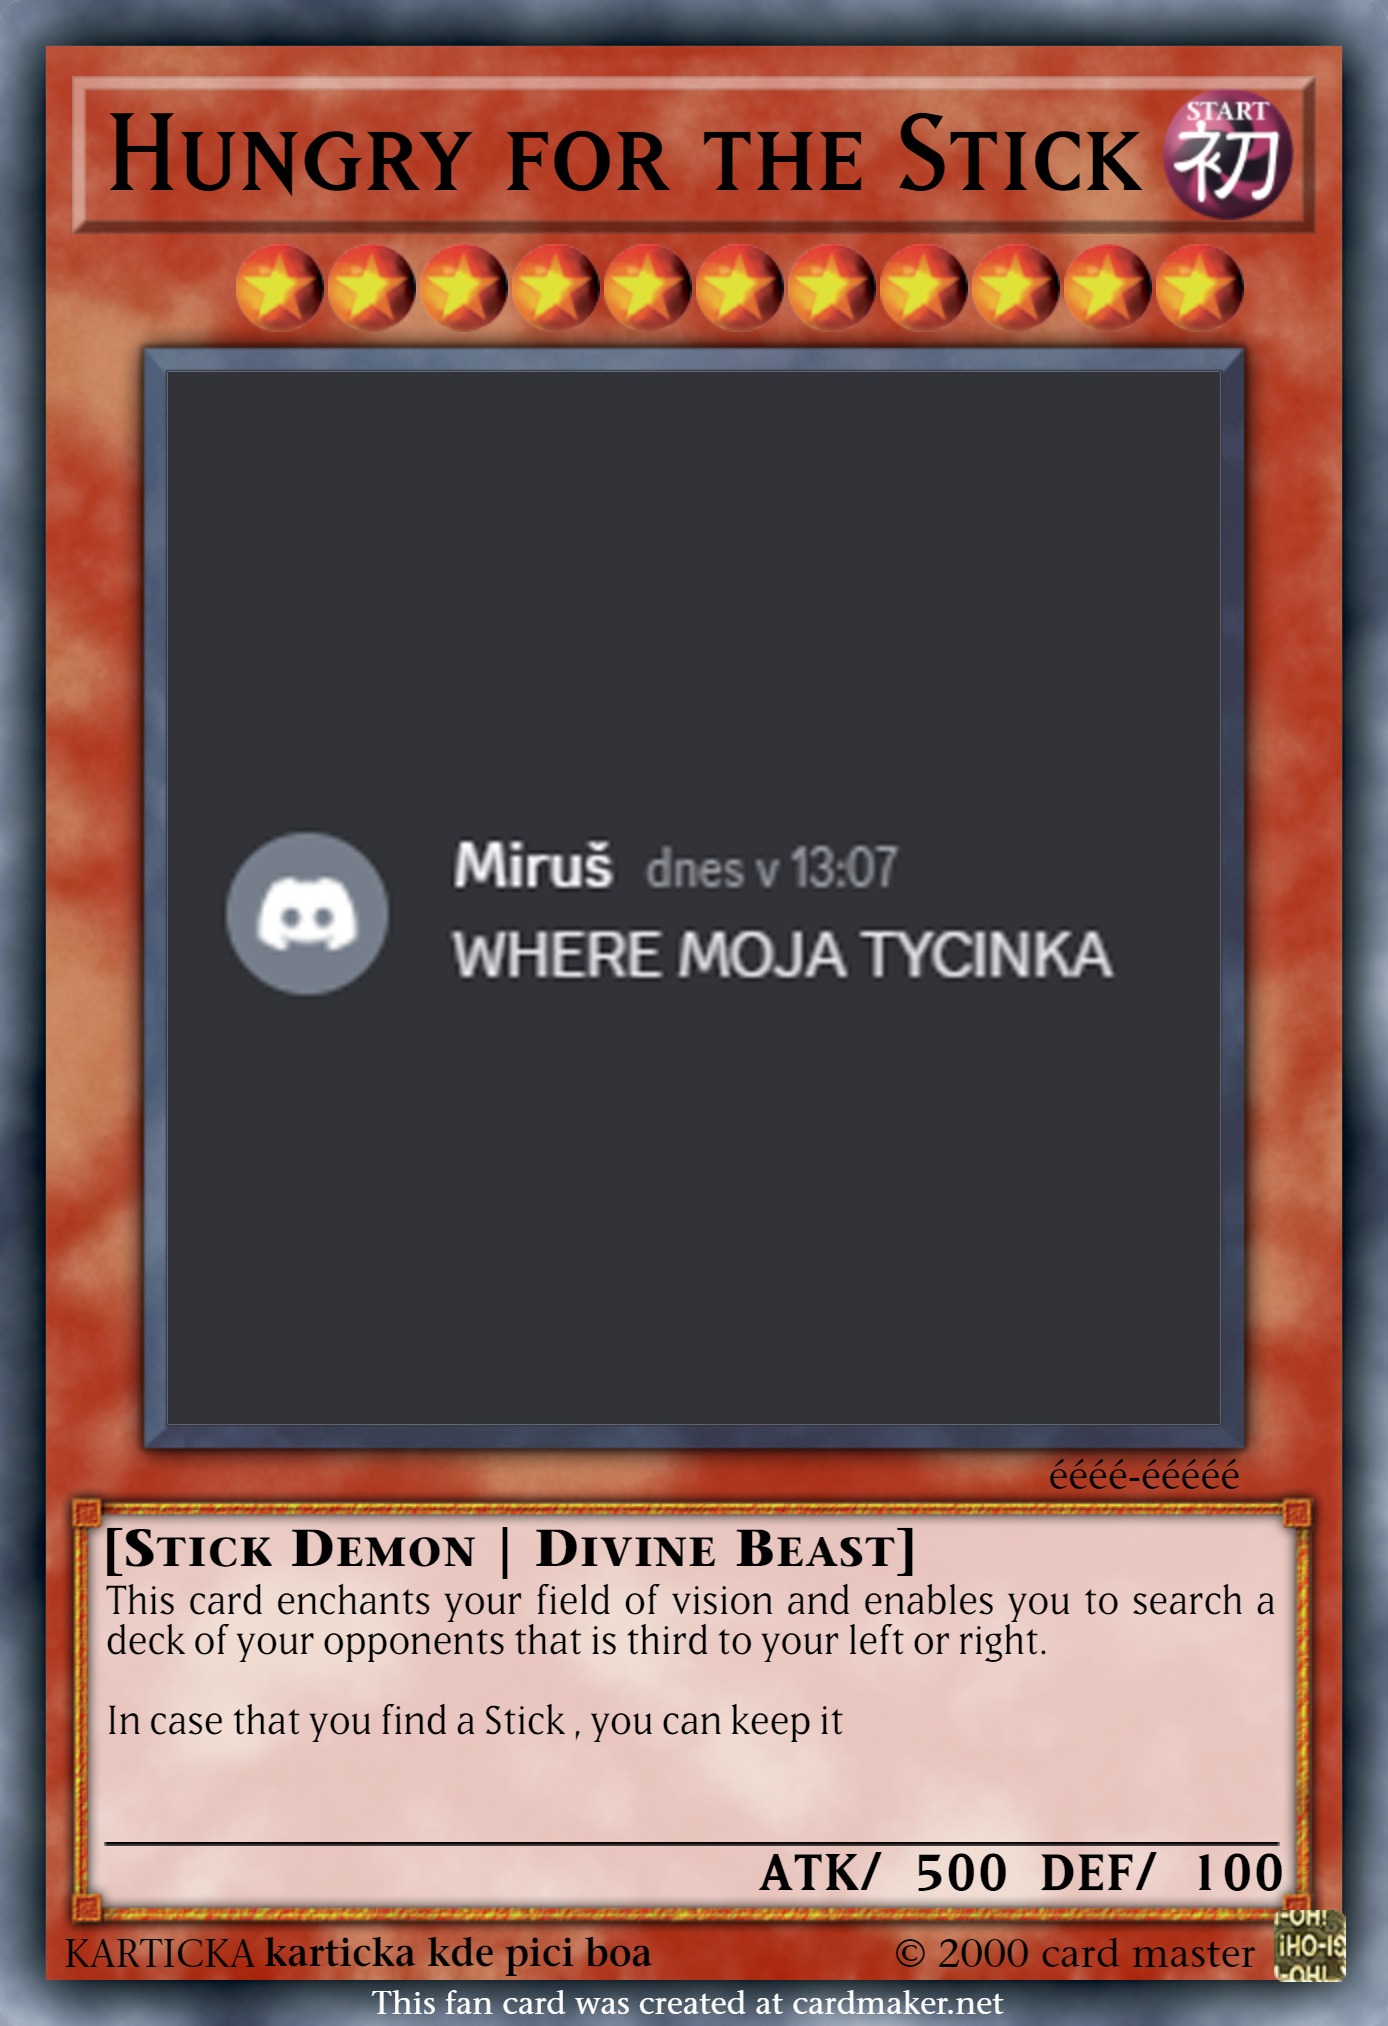 HUNGRY FOR THE STICK
START
初
Miruš dnes v 13:07
WHERE MOJA TYCINKA
éééé-ééééé
[STICK DEMON | DIVINE BEAST]
This card enchants your field of vision and enables you to search a
deck of your opponents that is third to your left or right.
In case that you find a Stick , you can keep it
ATK/ 500 DEF/ 100
KARTICKA karticka kde pici boa
© 2000 card master
This fan card was created at cardmaker.net